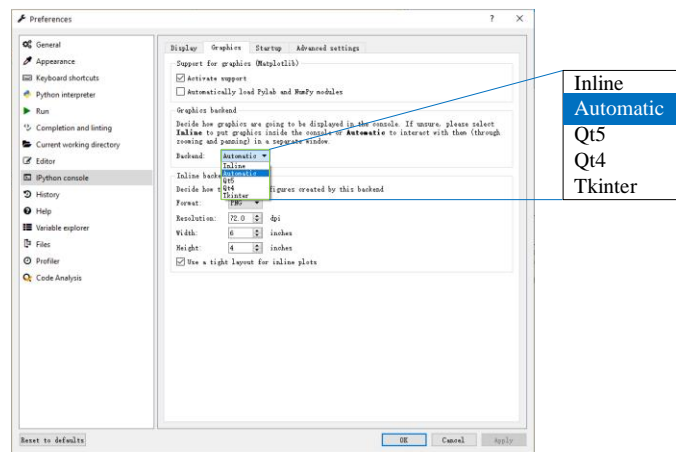 Preferences
?
General
Appearance
Keyboard shortcuts
Python interpreter
Run
Completion and linting
Current working directory
Editor
IPython console
History
Help
Variable explorer
Files
Profiler
Code Analysis
Display Graphics Startup Advanced settings
Support for graphics (Matplotlib)
Activate support
Automatically load Pylab and NumPy modules
Graphics backend
Decide how graphics are going to be displayed in the console. If unsure, please select
Inline to put graphics inside the console or Automatic to interact with them (through
zooming and panning) in a separate window.
Backend: Automatic
Inline
Automatic
Qt5
Qt4
Tkinter
Inline backe
Decide how t figures created by this backend
Format: PNG
Resolution: 72.0 dpi
Width: 6 inches
Height: 4 inches
Use a tight layout for inline plots
Reset to defaults
OK Cancel Apply
Inline
Automatic
Qt5
Qt4
Tkinter